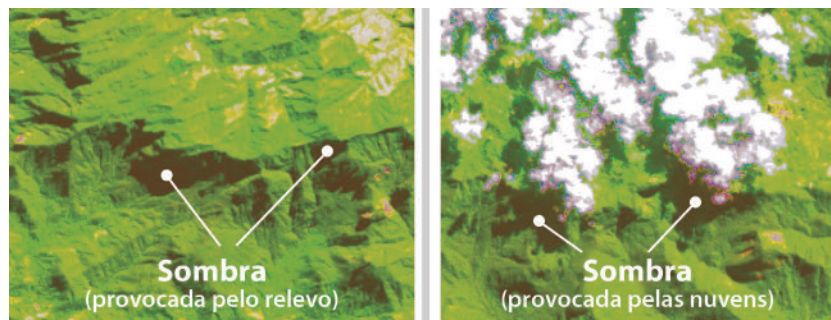 Sombra
(provocada pelo relevo)
Sombra
(provocada pelas nuvens)